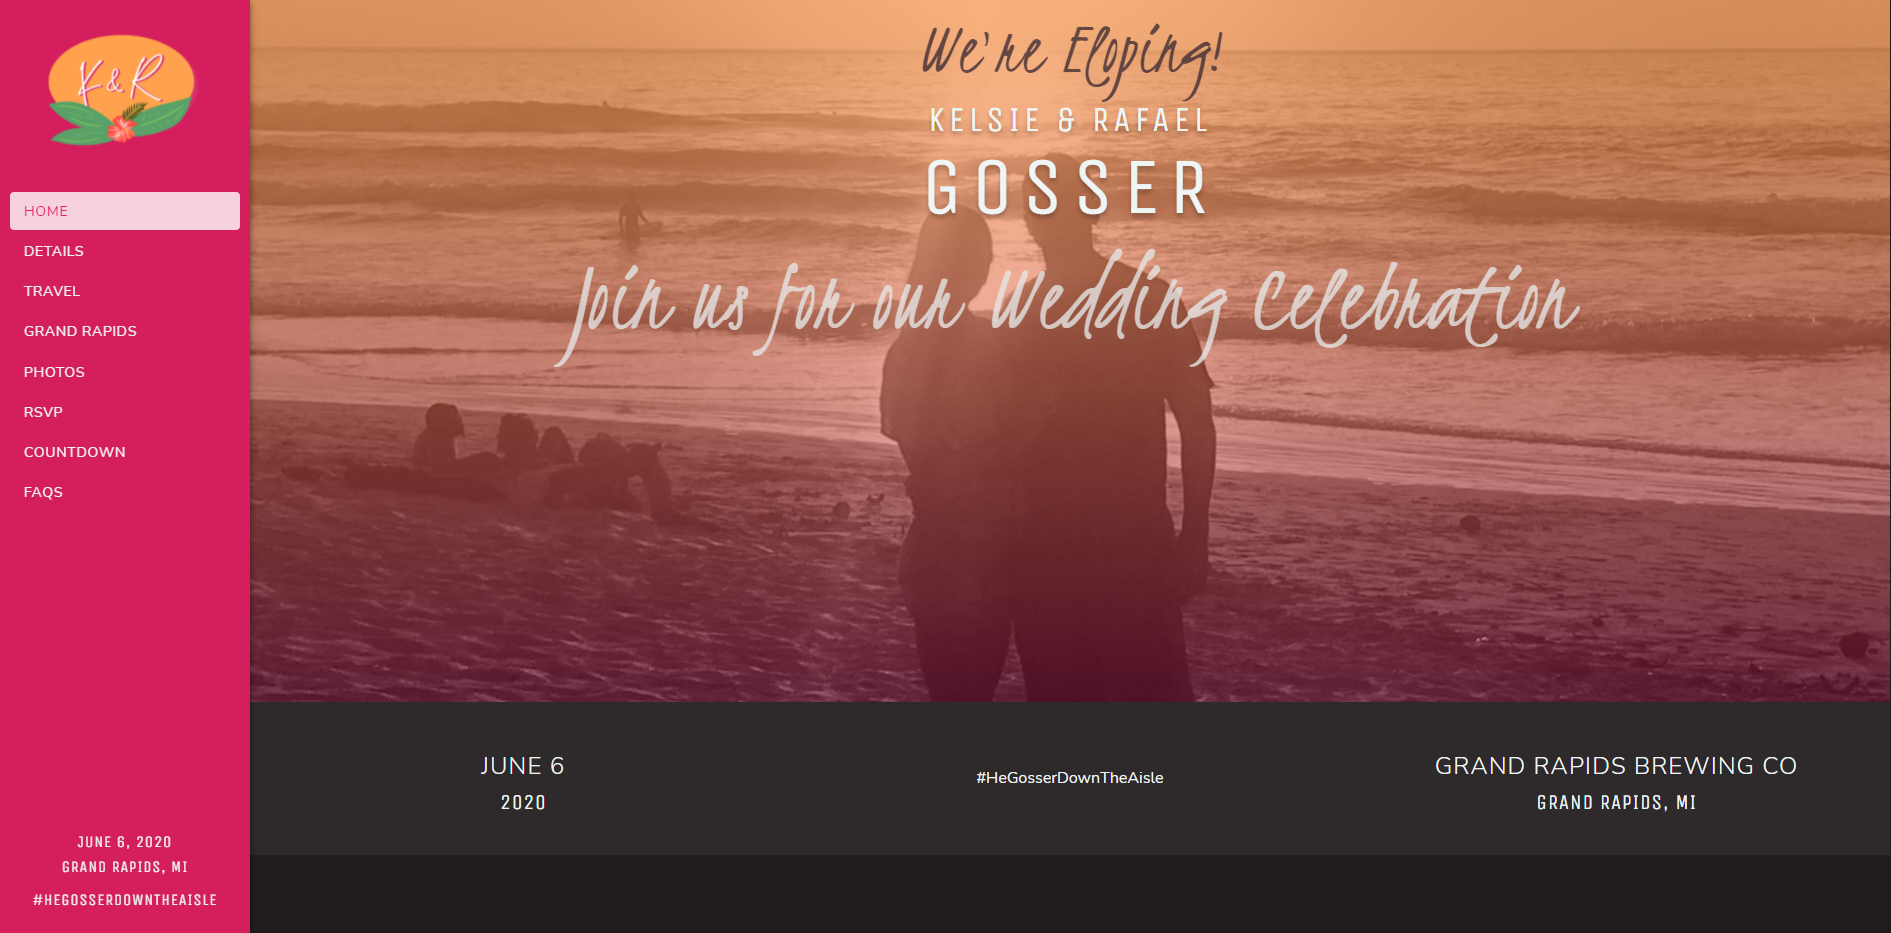 K & R
HOME
DETAILS
TRAVEL
GRAND RAPIDS
PHOTOS
RSVP
COUNTDOWN
FAQS
JUNE 6, 2020
GRAND RAPIDS, MI
#HEGOSSERDOWNTHEAISLE
We're Eloping!
KELSIE & RAFAEL
GOSSER
Join us for our Wedding Celebration
JUNE 6
2020
#HeGosserDownTheAisle
GRAND RAPIDS BREWING CO
GRAND RAPIDS, MI